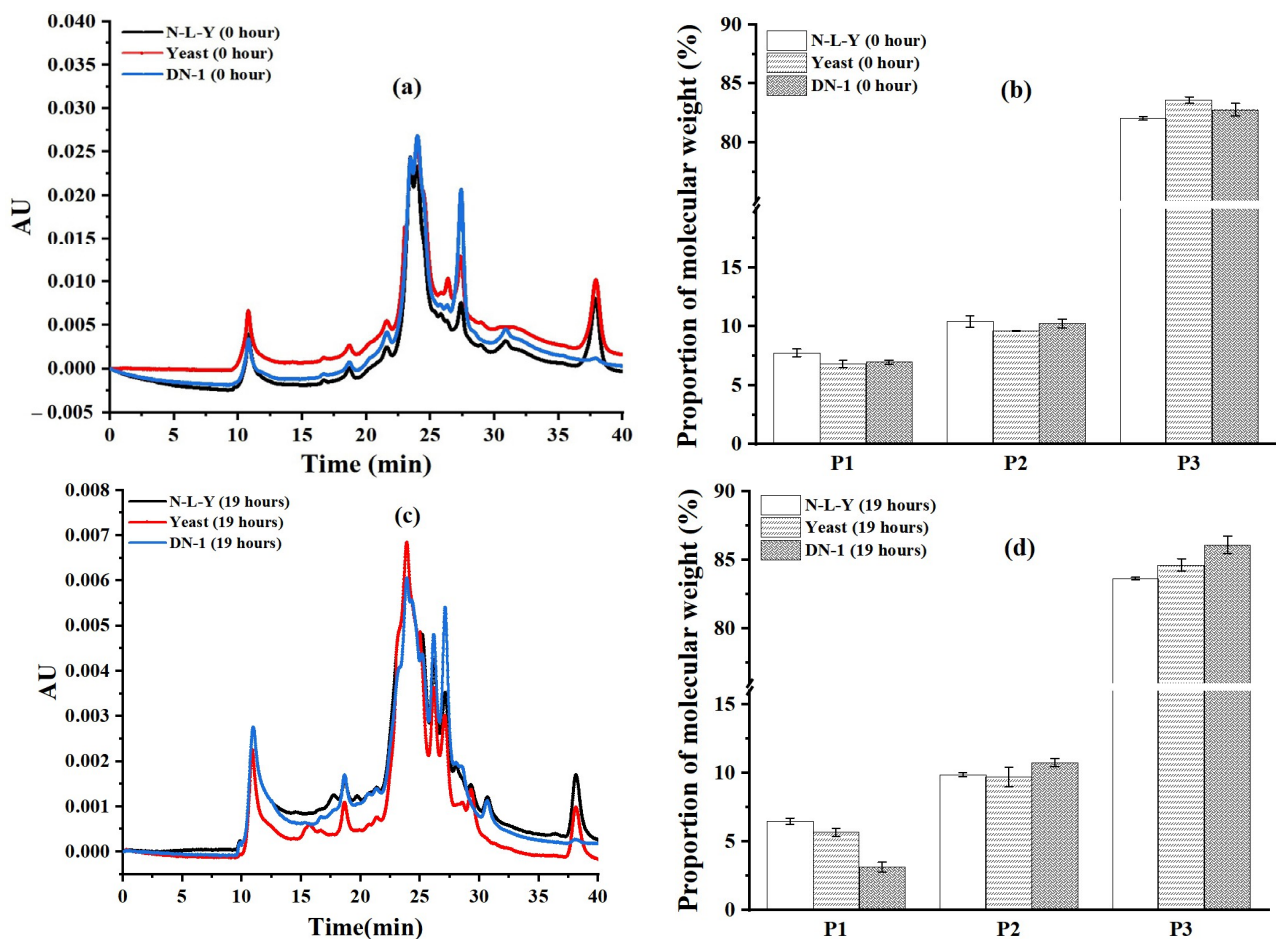 0.040
0.035
0.030
0.025
0.020
0.015
0.010
0.005
0.000
– 0.005
AU
N-L-Y (0 hour)
Yeast (0 hour)
DN-1 (0 hour)
(a)
0 5 10 15 20 25 30 35 40
Time (min)
Proportion of molecular weight (%)
90
80
15
10
5
0
N-L-Y (0 hour)
Yeast (0 hour)
DN-1 (0 hour)
(b)
P1 P2 P3
0.008
0.007
0.006
0.005
0.004
0.003
0.002
0.001
0.000
AU
N-L-Y (19 hours)
Yeast (19 hours)
DN-1 (19 hours)
(c)
0 5 10 15 20 25 30 35 40
Time(min)
Proportion of molecular weight (%)
90
85
80
15
10
5
0
N-L-Y (19 hours)
Yeast (19 hours)
DN-1 (19 hours)
(d)
P1 P2 P3